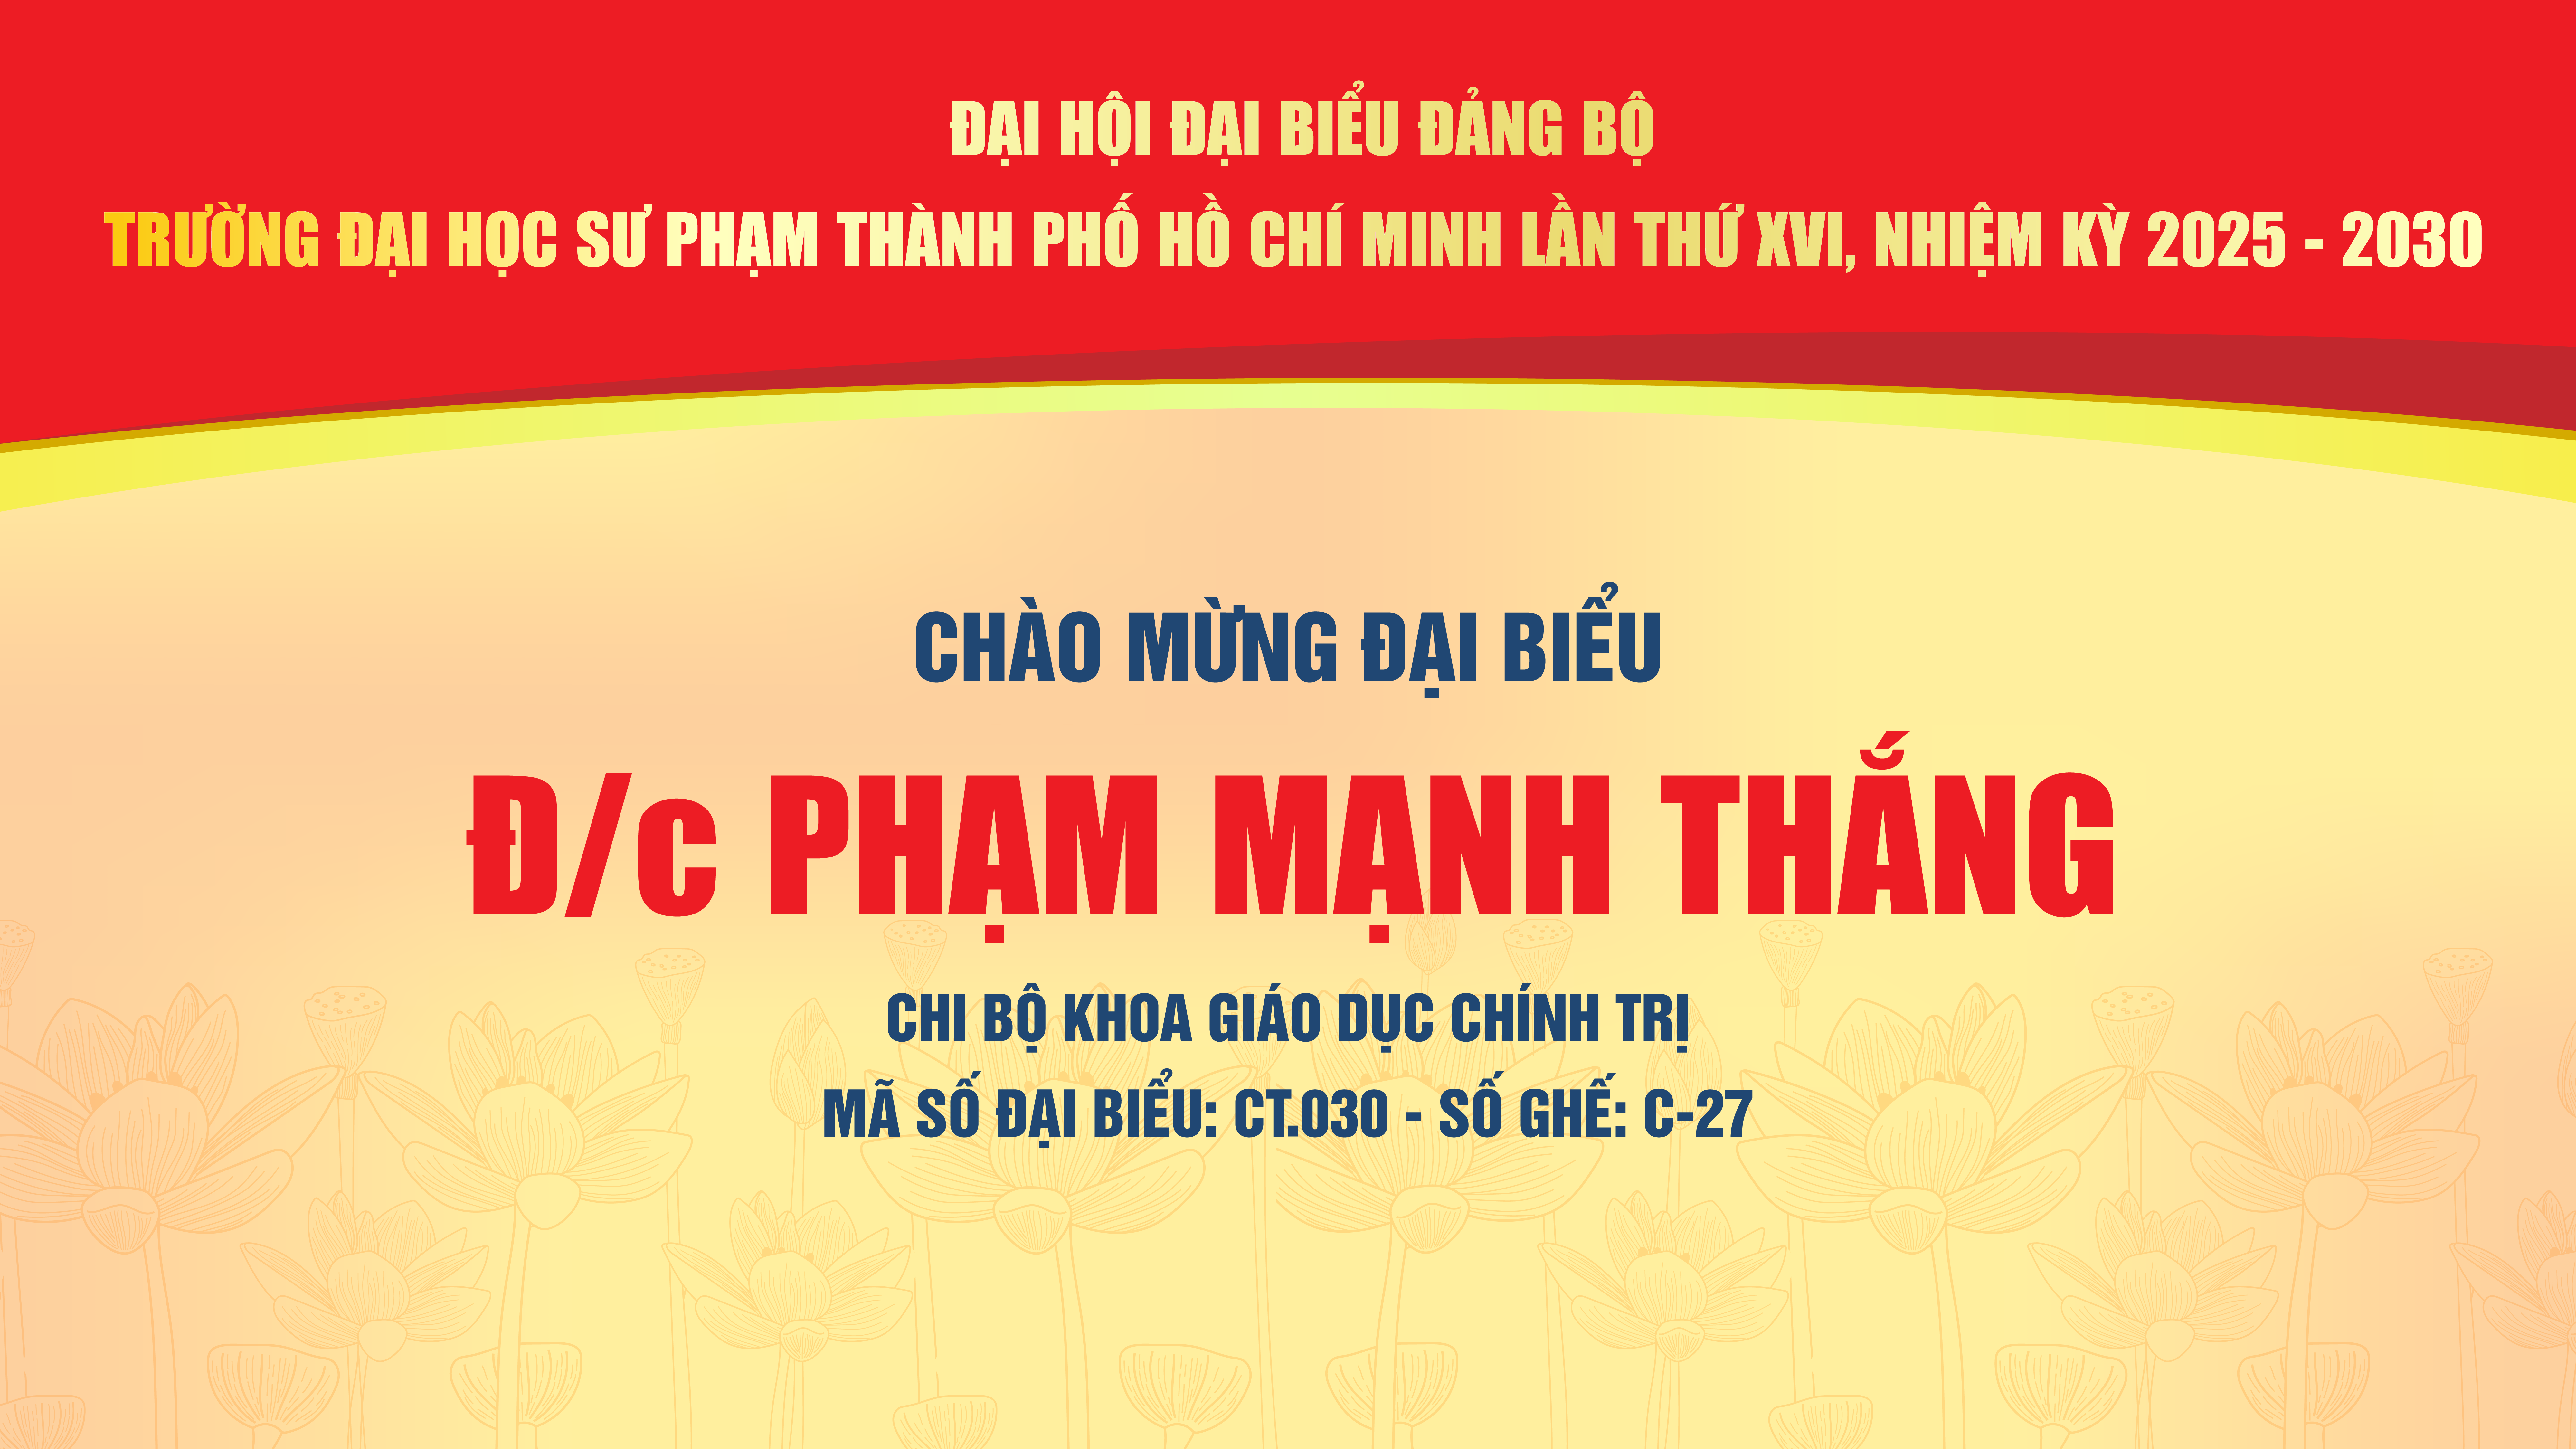 ĐẠI HỘI ĐẠI BIỂU ĐẢNG BỘ
TRƯỜNG ĐẠI HỌC SƯ PHẠM THÀNH PHỐ HỒ CHÍ MINH LẦN THỨ XVI, NHIỆM KỲ 2025 - 2030
CHÀO MỪNG ĐẠI BIỂU
Đ/c PHẠM MẠNH THẮNG
CHI BỘ KHOA GIÁO DỤC CHÍNH TRỊ
MÃ SỐ ĐẠI BIỂU: CT.030 - SỐ GHẾ: C-27